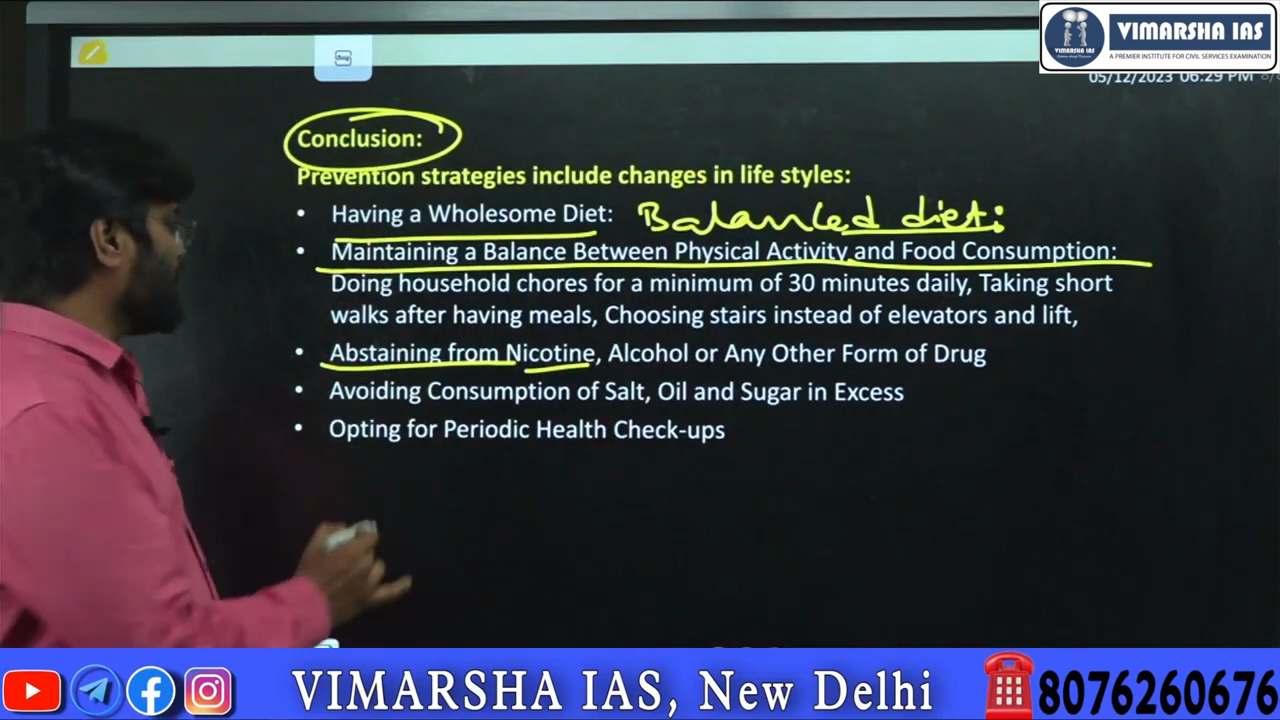 VIMARSHA IAS
A PREMIER INSTITUTE FOR CIVIL SERVICES EXAMINATION
VIMARSHA IAS
05/12/2023 06:29 PM
Conclusion:
Prevention strategies include changes in life styles:
• Having a Wholesome Diet: Balanced diet:
• Maintaining a Balance Between Physical Activity and Food Consumption:
Doing household chores for a minimum of 30 minutes daily, Taking short
walks after having meals, Choosing stairs instead of elevators and lift,
• Abstaining from Nicotine, Alcohol or Any Other Form of Drug
• Avoiding Consumption of Salt, Oil and Sugar in Excess
• Opting for Periodic Health Check-ups
VIMARSHA IAS, New Delhi
8076260676